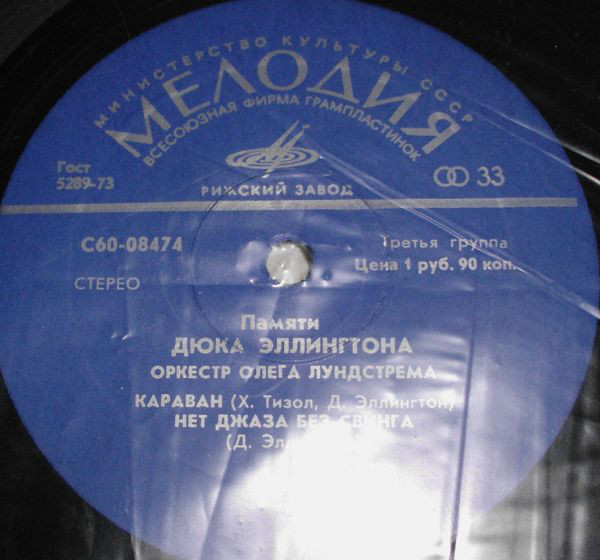 МИНИСТЕРСТВО КУЛЬТУРЫ СССР
МЕЛОДИЯ
ВСЕСОЮЗНАЯ ФИРМА ГРАМПЛАСТИНОК
Гост
5289-73
33
РИЖСКИЙ ЗАВОД
С60-08474
Третья группа
СТЕРЕО
Цена 1 руб. 90 коп.
Памяти
ДЮКА ЭЛЛИНГТОНА
ОРКЕСТР ОЛЕГА ЛУНДСТРЕМА
КАРАВАН (Х. Тизол, Д. Эллингтон)
НЕТ ДЖАЗА БЕЗ СВИНГА
(Д.